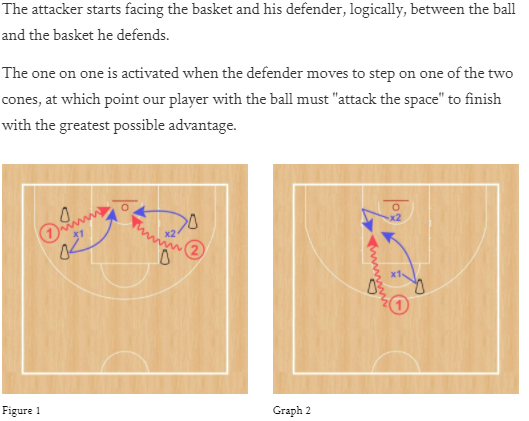 The attacker starts facing the basket and his defender, logically, between the ball
and the basket he defends.
The one on one is activated when the defender moves to step on one of the two
cones, at which point our player with the ball must "attack the space" to finish
with the greatest possible advantage.
1
x1
x2
2
x2
x1
1
Figure 1
Graph 2